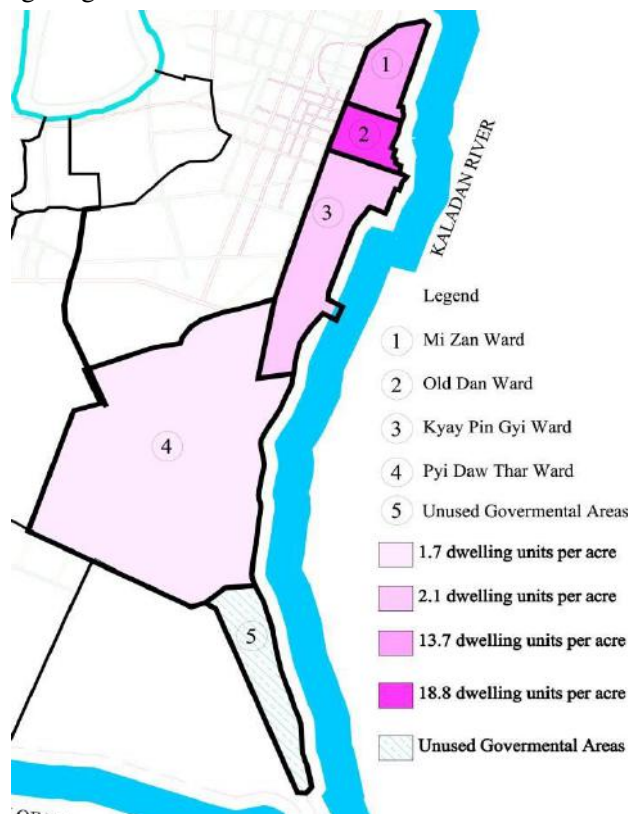 1
2
3
KALADAN RIVER
Legend
1 Mi Zan Ward
2 Old Dan Ward
3 Kyay Pin Gyi Ward
4 Pyi Daw Thar Ward
4
5 Unused Govermental Areas
1.7 dwelling units per acre
2.1 dwelling units per acre
5
13.7 dwelling units per acre
18.8 dwelling units per acre
Unused Govermental Areas